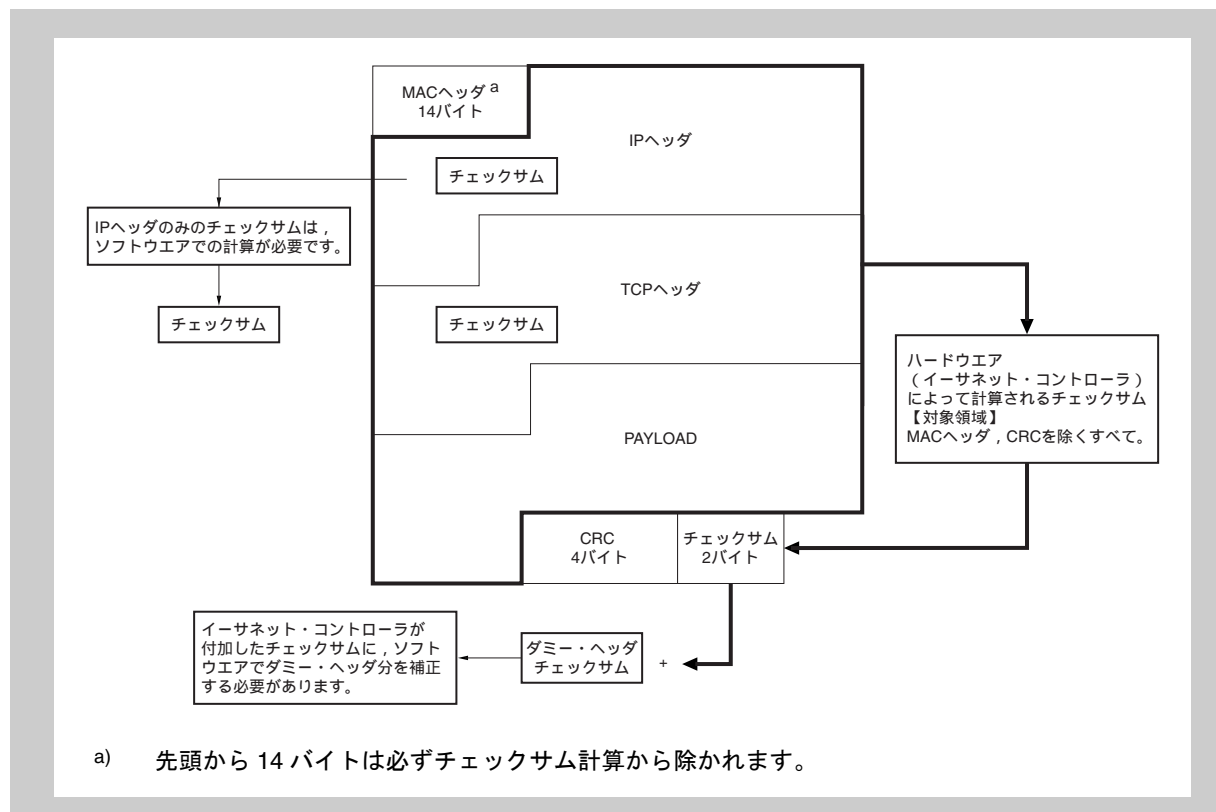 MACヘッダ a
14バイト
IPヘッダ
チェックサム
IPヘッダのみのチェックサムは，
ソフトウエアでの計算が必要です。
チェックサム
TCPヘッダ
チェックサム
ハードウエア
（イーサネット・コントローラ）
によって計算されるチェックサム
【対象領域】
MACヘッダ，CRCを除くすべて。
PAYLOAD
CRC
4バイト
チェックサム
2バイト
イーサネット・コントローラが
付加したチェックサムに，ソフト
ウエアでダミー・ヘッダ分を補正
する必要があります。
ダミー・ヘッダ
チェックサム
+
a) 先頭から 14 バイトは必ずチェックサム計算から除かれます。